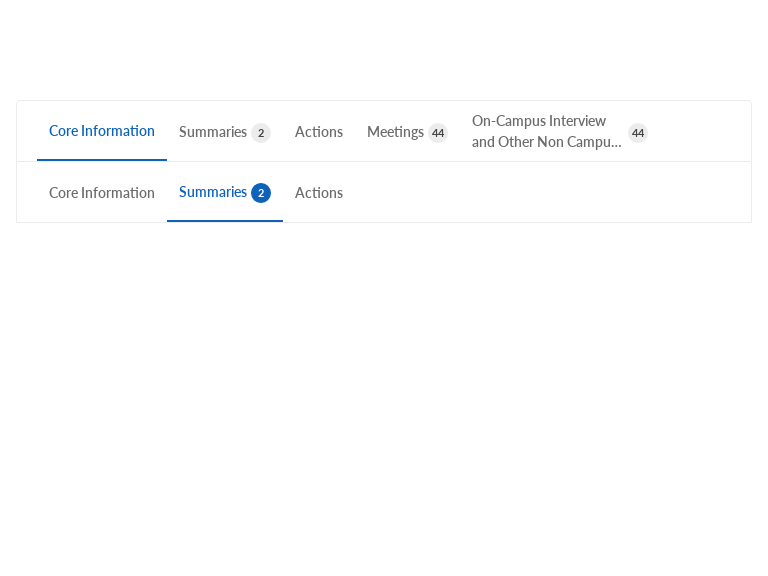 Core Information Summaries 2 Actions Meetings 44 On-Campus Interview
and Other Non Campu... 44
Core Information Summaries 2 Actions